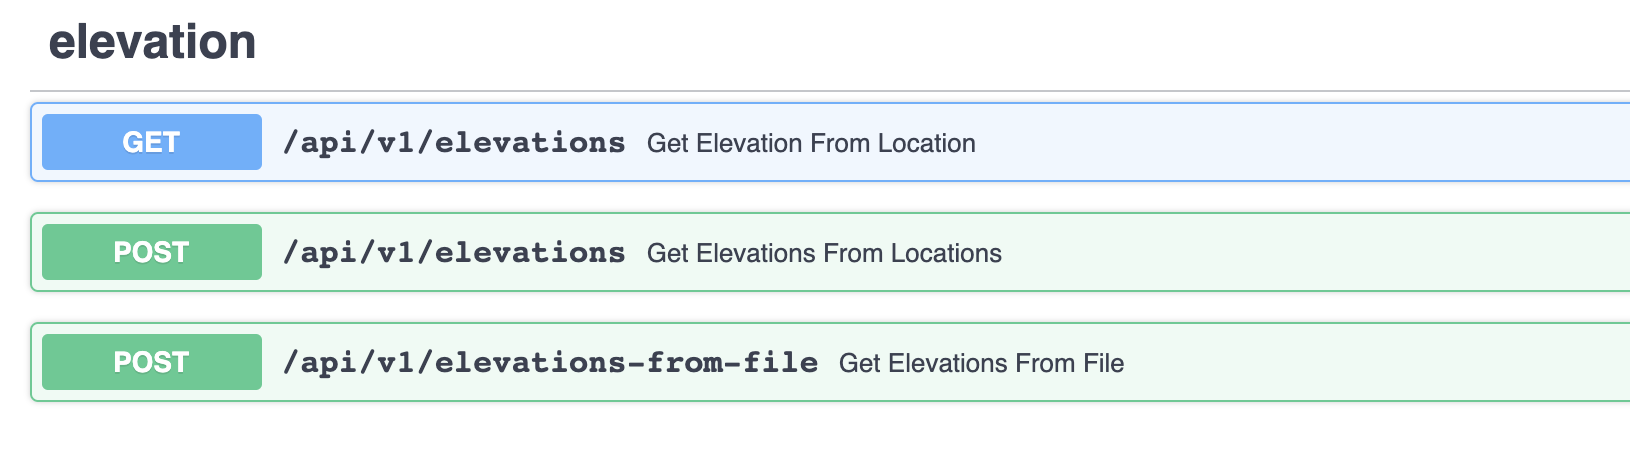 elevation
GET /api/v1/elevations Get Elevation From Location
POST /api/v1/elevations Get Elevations From Locations
POST /api/v1/elevations-from-file Get Elevations From File